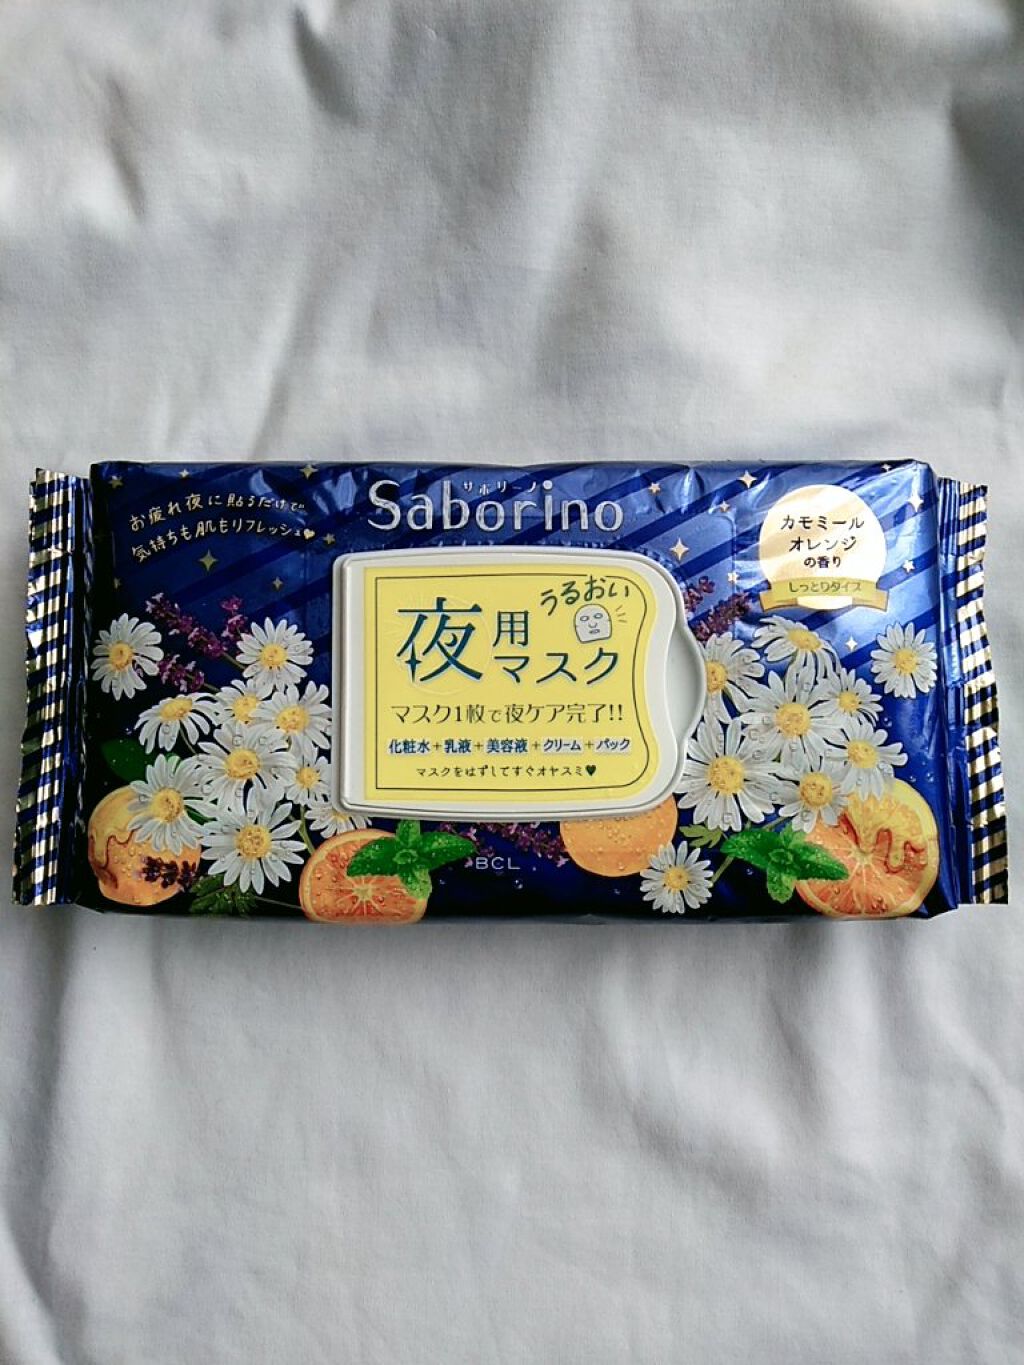 お疲れ夜に貼るだけで
気持ちも肌もリフレッシュ♥
サボリーノ
Saborino
カモミール
オレンジ
の香り
しっとりタイプ
うるおい
夜用
マスク
マスク1枚で夜ケア完了!!
化粧水+乳液+美容液+クリーム+パック
マスクをはずしてすぐオヤスミ♥
BCL